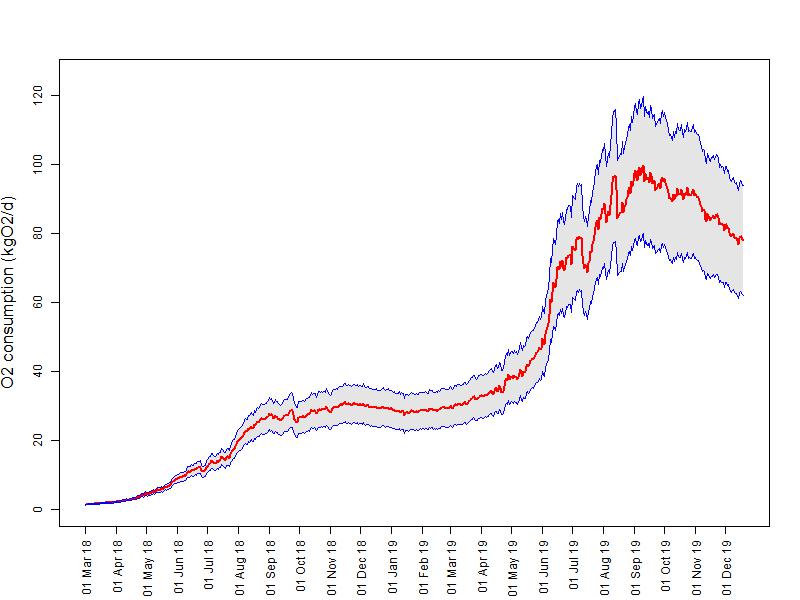 O2 consumption (kgO2/d)
120
100
80
60
40
20
0
01 Mar 18
01 Apr 18
01 May 18
01 Jun 18
01 Jul 18
01 Aug 18
01 Sep 18
01 Oct 18
01 Nov 18
01 Dec 18
01 Jan 19
01 Feb 19
01 Mar 19
01 Apr 19
01 May 19
01 Jun 19
01 Jul 19
01 Aug 19
01 Sep 19
01 Oct 19
01 Nov 19
01 Dec 19